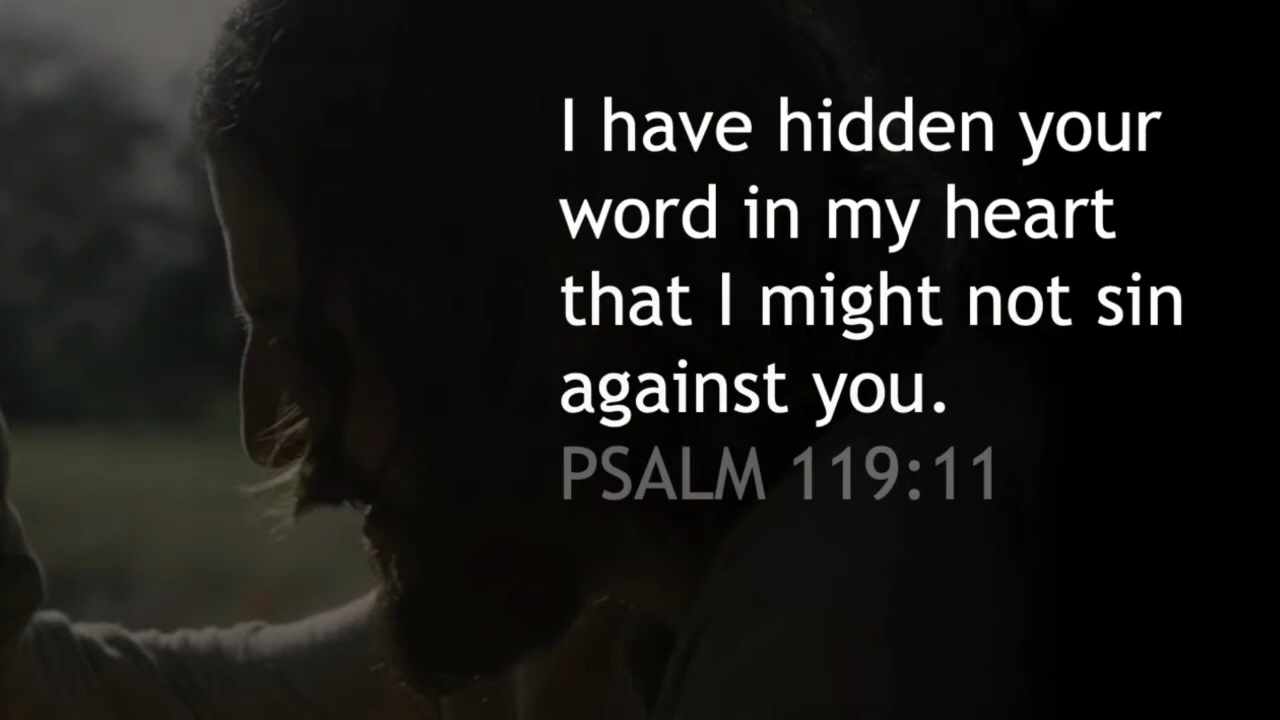 I have hidden your
word in my heart
that I might not sin
against you.
PSALM 119:11